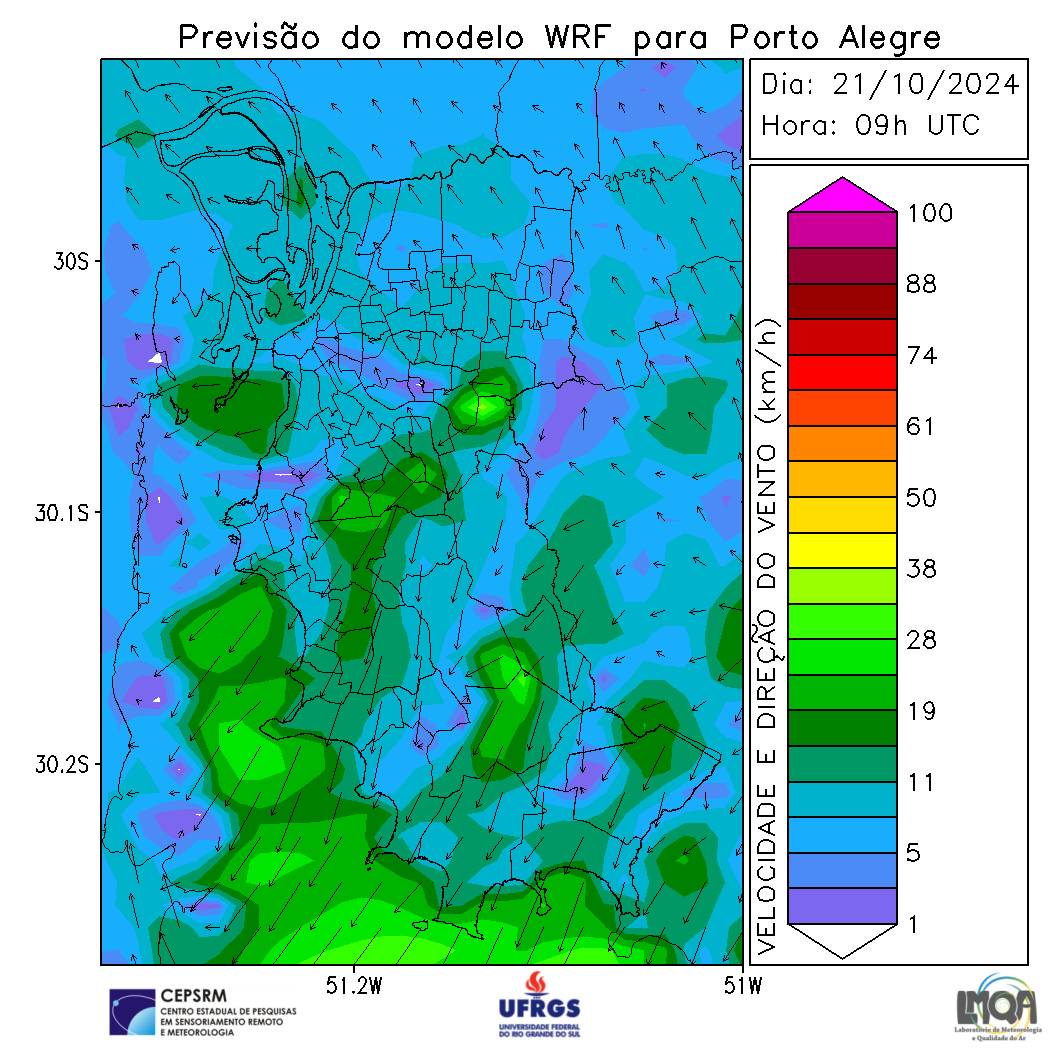 Previsão do modelo WRF para Porto Alegre
Dia: 21/10/2024
Hora: 09h UTC
30S
30.1S
30.2S
51.2W
51W
VELOCIDADE E DIREÇÃO DO VENTO (km/h)
100
88
74
61
50
38
28
19
11
5
1
CEPSRM
CENTRO ESTADUAL DE PESQUISAS
EM SENSORIAMENTO REMOTO
E METEOROLOGIA
UFRGS
UNIVERSIDADE FEDERAL
DO RIO GRANDE DO SUL
LMQA
Laboratório de Meteorologia
e Qualidade do Ar